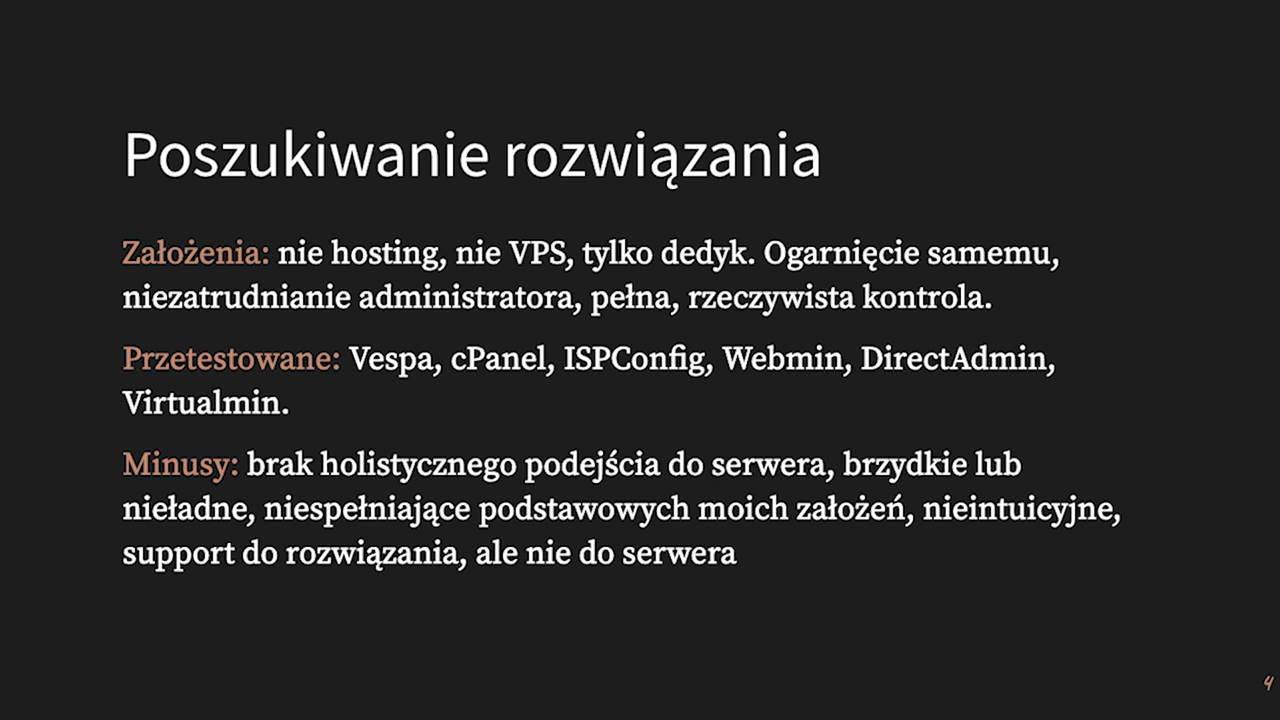 Poszukiwanie rozwiązania
Założenia: nie hosting, nie VPS, tylko dedyk. Ogarnięcie samemu,
niezatrudnianie administratora, pełna, rzeczywista kontrola.
Przetestowane: Vespa, cPanel, ISPConfig, Webmin, DirectAdmin,
Virtualmin.
Minusy: brak holistycznego podejścia do serwera, brzydkie lub
nieładne, niespełniające podstawowych moich założeń, nieintuicyjne,
support do rozwiązania, ale nie do serwera
4